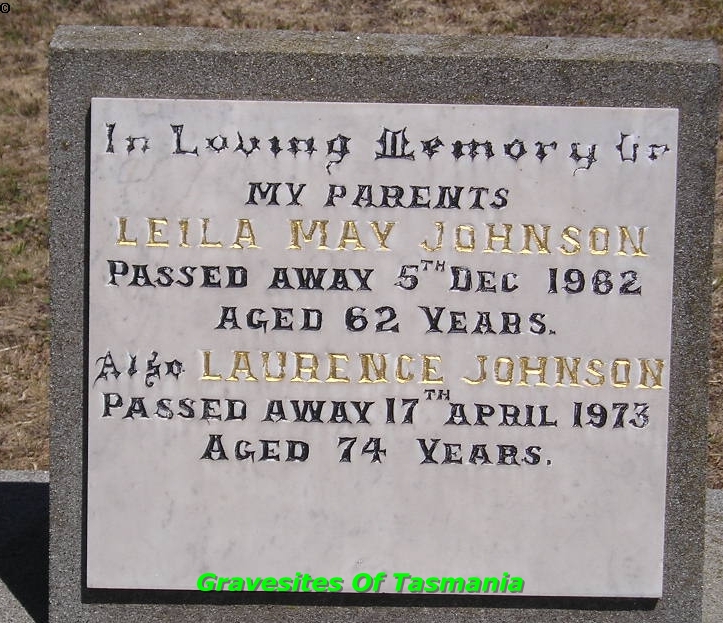 ©
In Loving Memory Of
MY PARENTS
LEILA MAY JOHNSON
PASSED AWAY 5TH DEC 1962
AGED 62 YEARS.
Also LAURENCE JOHNSON
PASSED AWAY 17TH APRIL 1973
AGED 74 YEARS.
Gravesites Of Tasmania